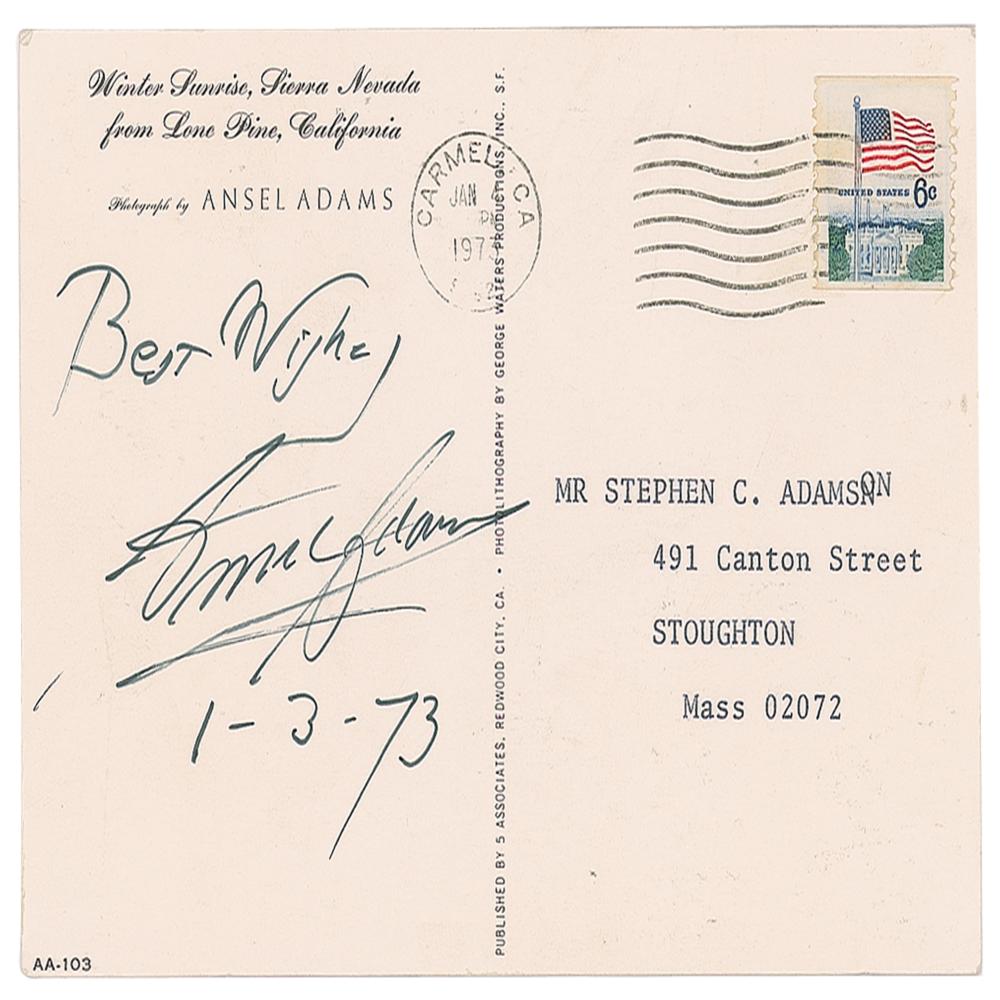 Winter Sunrise, Sierra Nevada
from Lone Pine, California
Photograph by ANSEL ADAMS
Best Wishes
Ansel Adams
1-3-73
AA-103
PUBLISHED BY 5 ASSOCIATES, REDWOOD CITY, CA. • PHOTOLITHOGRAPHY BY GEORGE WATERS PRODUCTIONS, INC., S.F.
CARMEL, CA
JAN
PM
1973
UNITED STATES 6c
MR STEPHEN C. ADAMSON
491 Canton Street
STOUGHTON
Mass 02072